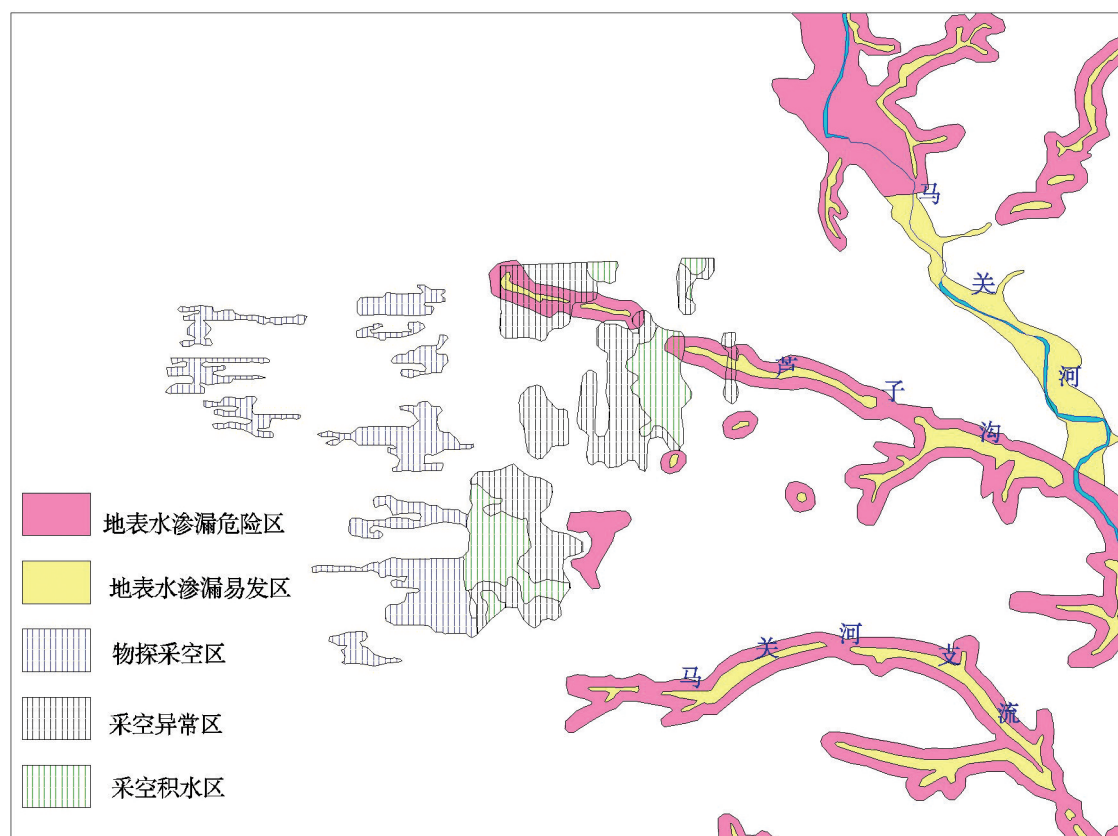 马
关
河
芦
子
沟
马
关
河
支
流
地表水渗漏危险区
地表水渗漏易发区
物探采空区
采空异常区
采空积水区